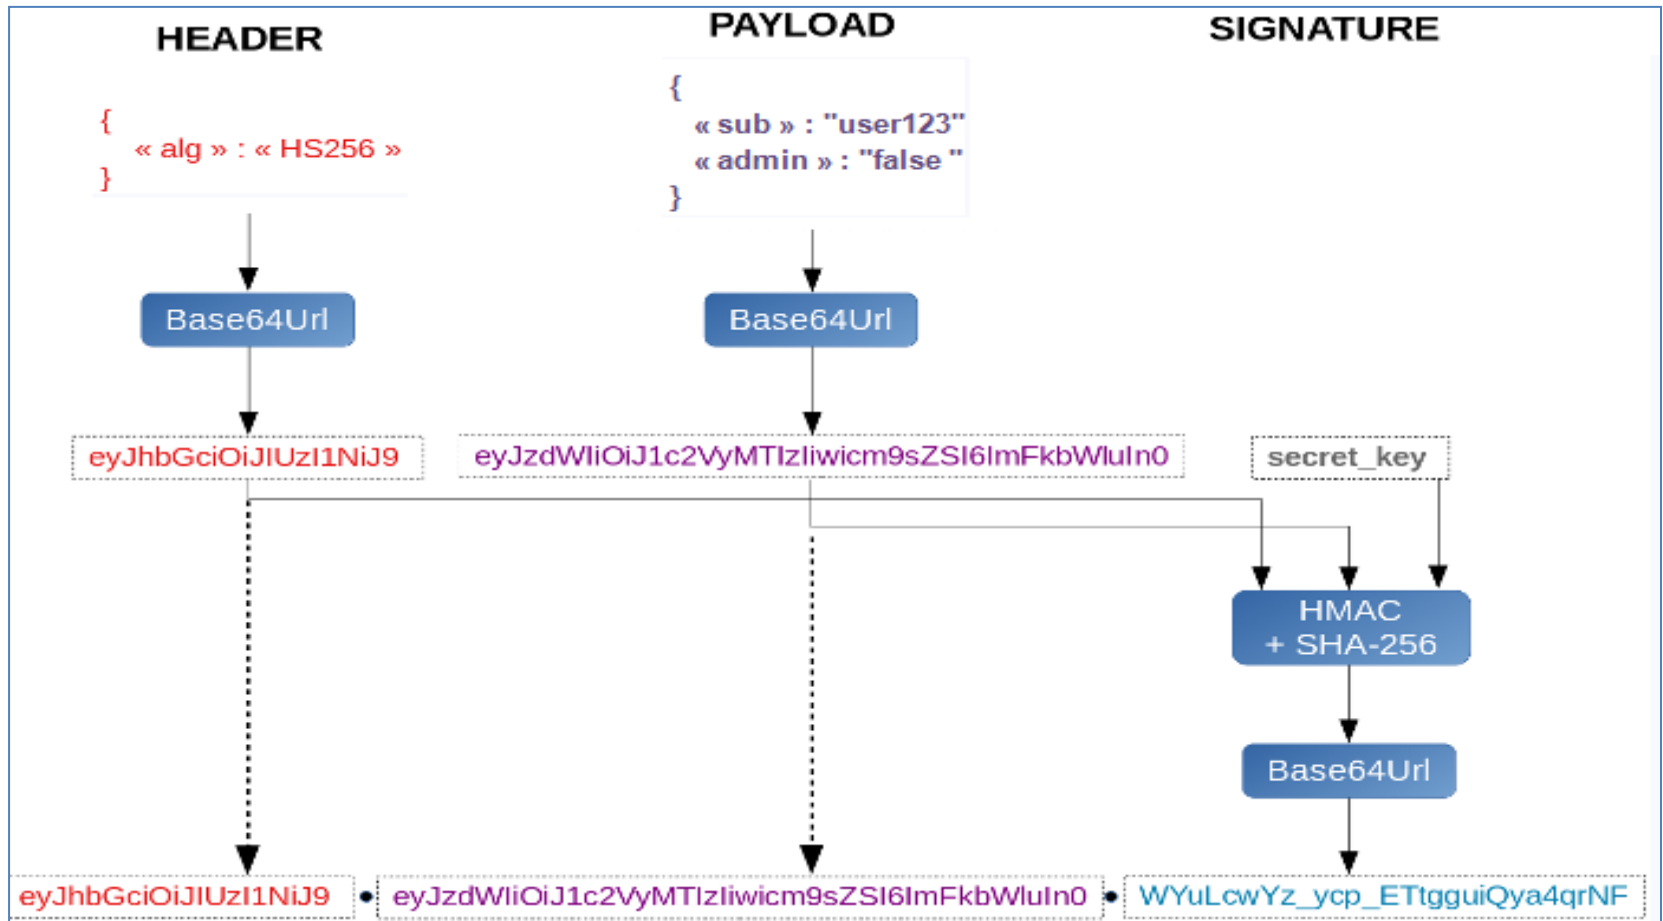 HEADER
PAYLOAD
SIGNATURE
{
« alg » : « HS256 »
}
{
« sub » : "user123"
« admin » : "false "
}
Base64Url
Base64Url
eyJhbGciOiJIUzI1NiJ9
eyJzdWIiOiJ1c2VyMTIzIiwicm9sZSI6ImFkbWluIn0
secret_key
HMAC
+ SHA-256
Base64Url
eyJhbGciOiJIUzI1NiJ9 • eyJzdWIiOiJ1c2VyMTIzIiwicm9sZSI6ImFkbWluIn0 • WYuLcwYz_ycp_ETtgguiQya4qrNF